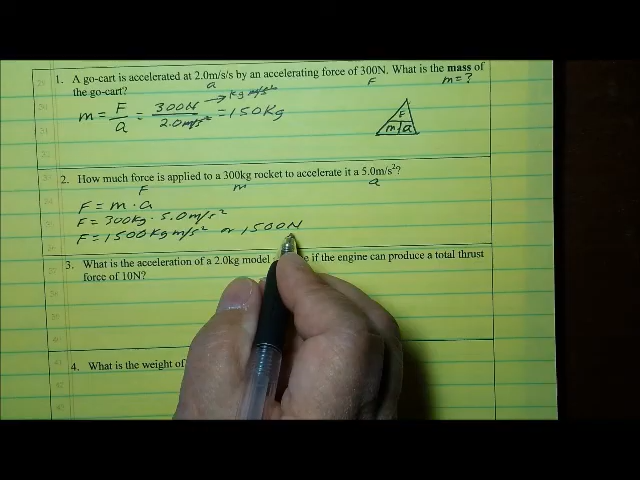 1. A go-cart is accelerated at 2.0m/s/s by an accelerating force of 300N. What is the mass of
a F m=?
the go-cart?
m = F/a = 300N/2.0m/s² → kg m/s² = 150Kg
F
m a
2. How much force is applied to a 300kg rocket to accelerate it a 5.0m/s²?
F m a
F = m · a
F = 300Kg · 5.0m/s²
F = 1500Kg m/s² or 1500N
3. What is the acceleration of a 2.0kg model if the engine can produce a total thrust
force of 10N?
4. What is the weight of